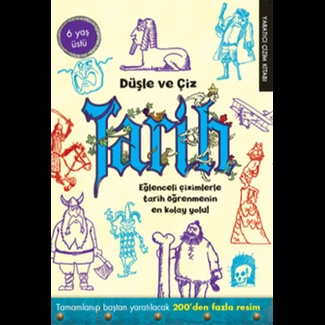 6 yaş
üstü
YARATICI ÇİZİM KİTABI
Düşle ve Çiz
Tarih
Eğlenceli çizimlerle
tarih öğrenmenin
en kolay yolu!
Tamamlanıp baştan yaratılacak 200'den fazla resim